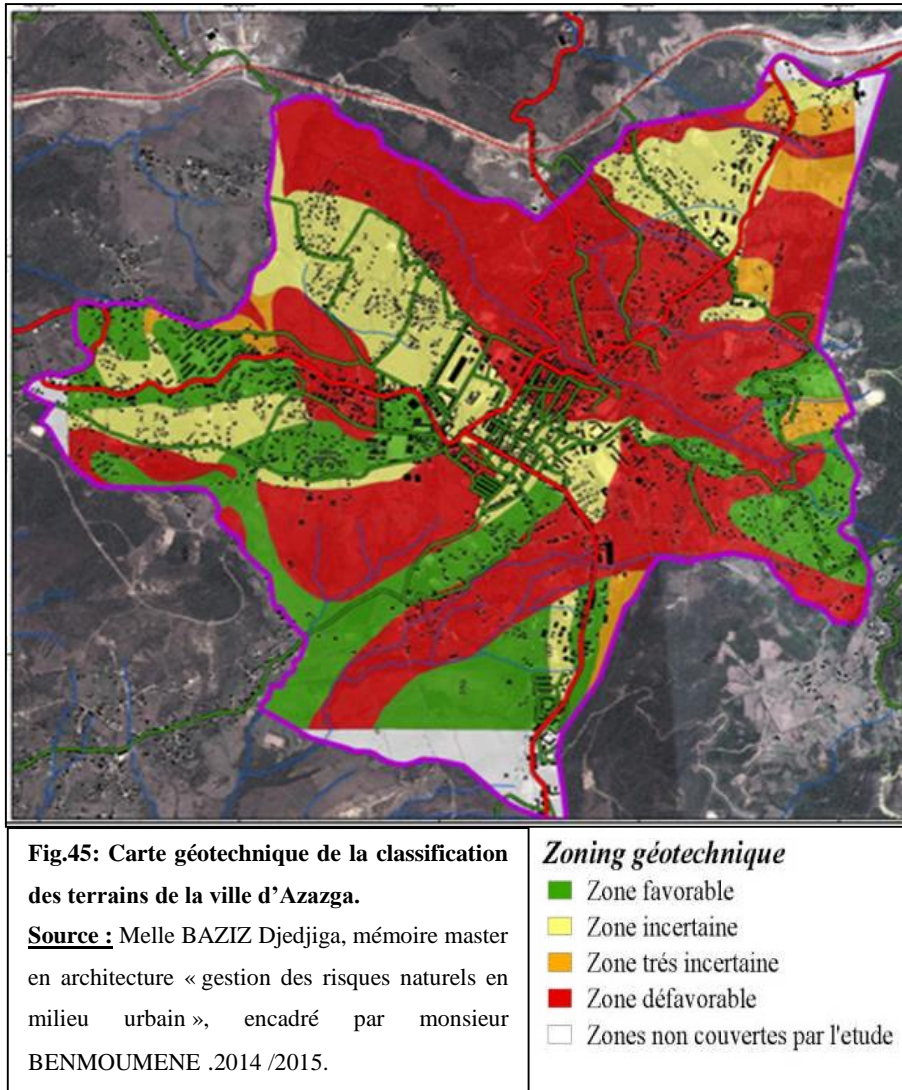 Fig.45: Carte géotechnique de la classification
des terrains de la ville d’Azazga.
Source : Melle BAZIZ Djedjiga, mémoire master
en architecture « gestion des risques naturels en
milieu urbain », encadré par monsieur
BENMOUMENE .2014 /2015.
Zoning géotechnique
Zone favorable
Zone incertaine
Zone trés incertaine
Zone défavorable
Zones non couvertes par l'etude